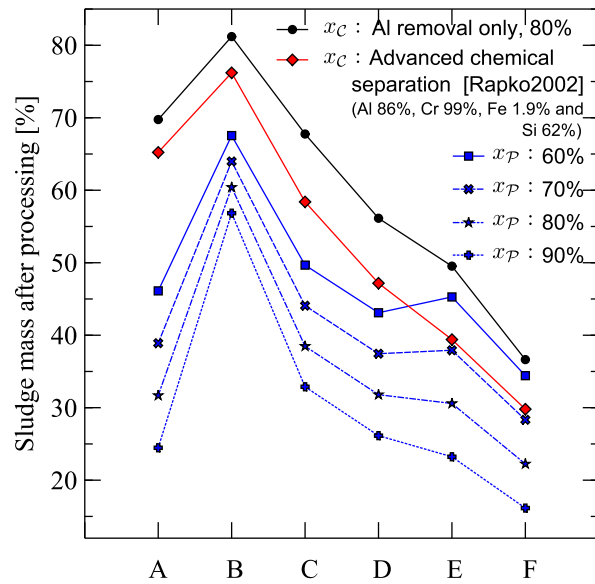 Sludge mass after processing [%]
80
70
60
50
40
30
20
A B C D E F
x_C : Al removal only, 80%
x_C : Advanced chemical
separation [Rapko2002]
(Al 86%, Cr 99%, Fe 1.9% and
Si 62%)
x_P : 60%
x_P : 70%
x_P : 80%
x_P : 90%